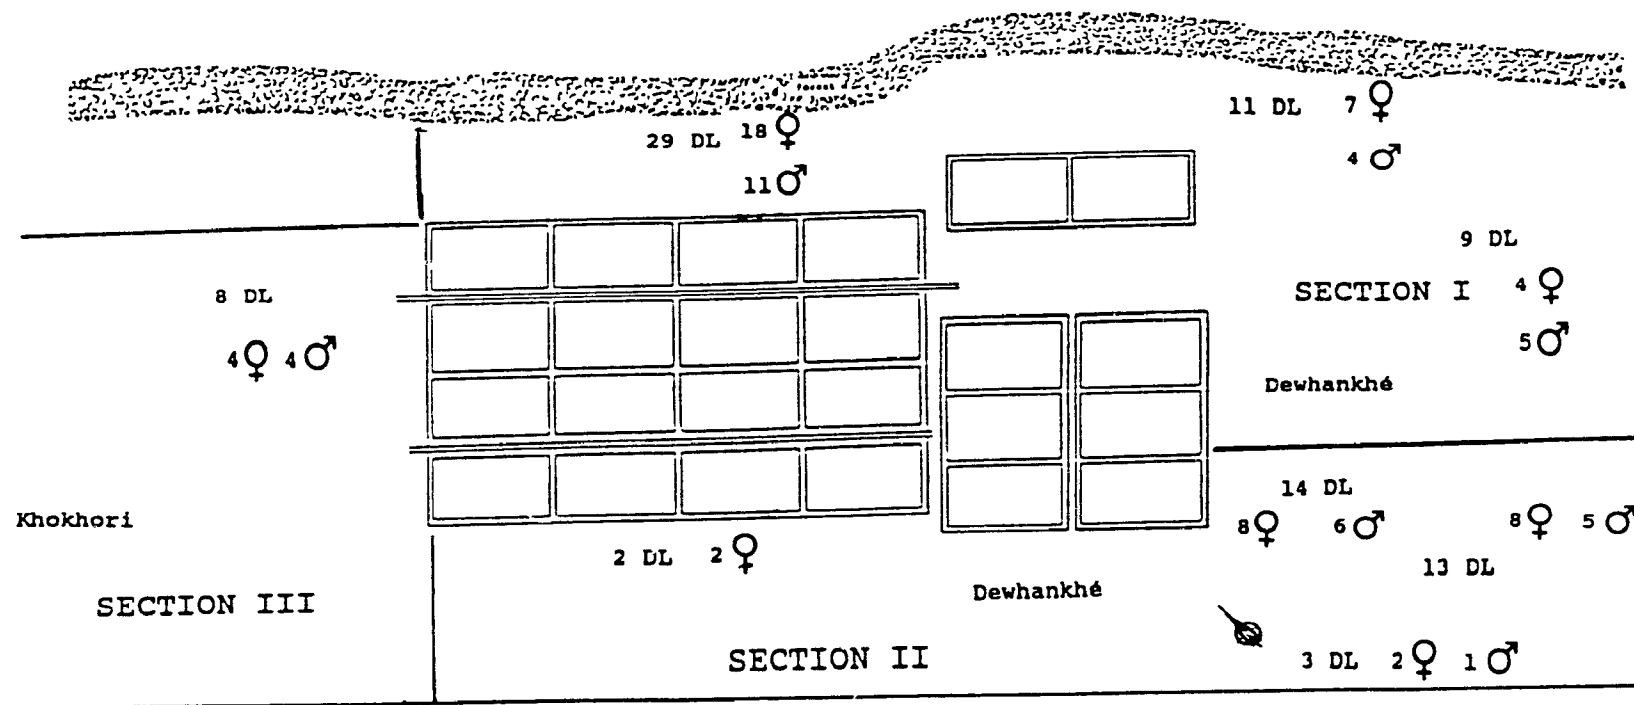 11 DL 7♀
29 DL 18♀
4♂
11♂
9 DL
SECTION I 4♀
8 DL
5♂
4♀ 4♂
Dewhankhé
14 DL
Khokhori
8♀ 6♂ 8♀ 5♂
2 DL 2♀
13 DL
Dewhankhé
SECTION III
SECTION II
3 DL 2♀ 1♂